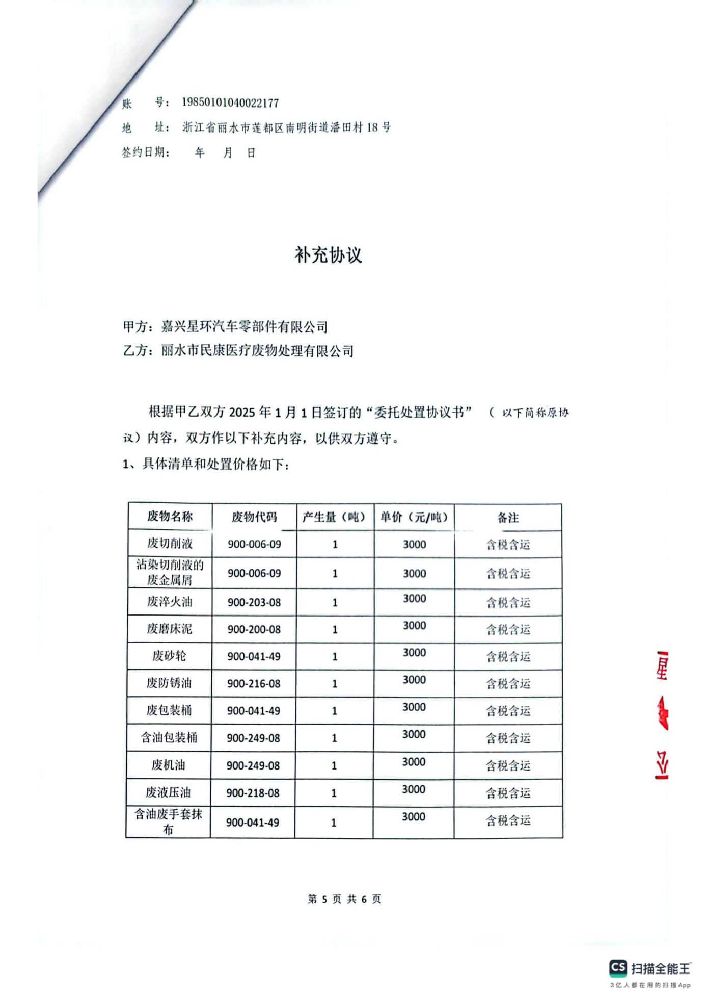 账 号： 19850101040022177
地 址： 浙江省丽水市莲都区南明街道潘田村 18 号
签约日期： 年 月 日
补充协议
甲方：嘉兴星环汽车零部件有限公司
乙方：丽水市民康医疗废物处理有限公司
根据甲乙双方 2025 年 1 月 1 日签订的“委托处置协议书” （ 以下简称原协
议）内容，双方作以下补充内容，以供双方遵守。
1、具体清单和处置价格如下：
废物名称 废物代码 产生量（吨） 单价（元/吨） 备注
废切削液 900-006-09 1 3000 含税含运
沾染切削液的
废金属屑 900-006-09 1 3000 含税含运
废淬火油 900-203-08 1 3000 含税含运
废磨床泥 900-200-08 1 3000 含税含运
废砂轮 900-041-49 1 3000 含税含运
废防锈油 900-216-08 1 3000 含税含运
废包装桶 900-041-49 1 3000 含税含运
含油包装桶 900-249-08 1 3000 含税含运
废机油 900-249-08 1 3000 含税含运
废液压油 900-218-08 1 3000 含税含运
含油废手套抹
布 900-041-49 1 3000 含税含运
星
公
第 5 页 共 6 页
CS 扫描全能王
3亿人都在用的扫描App